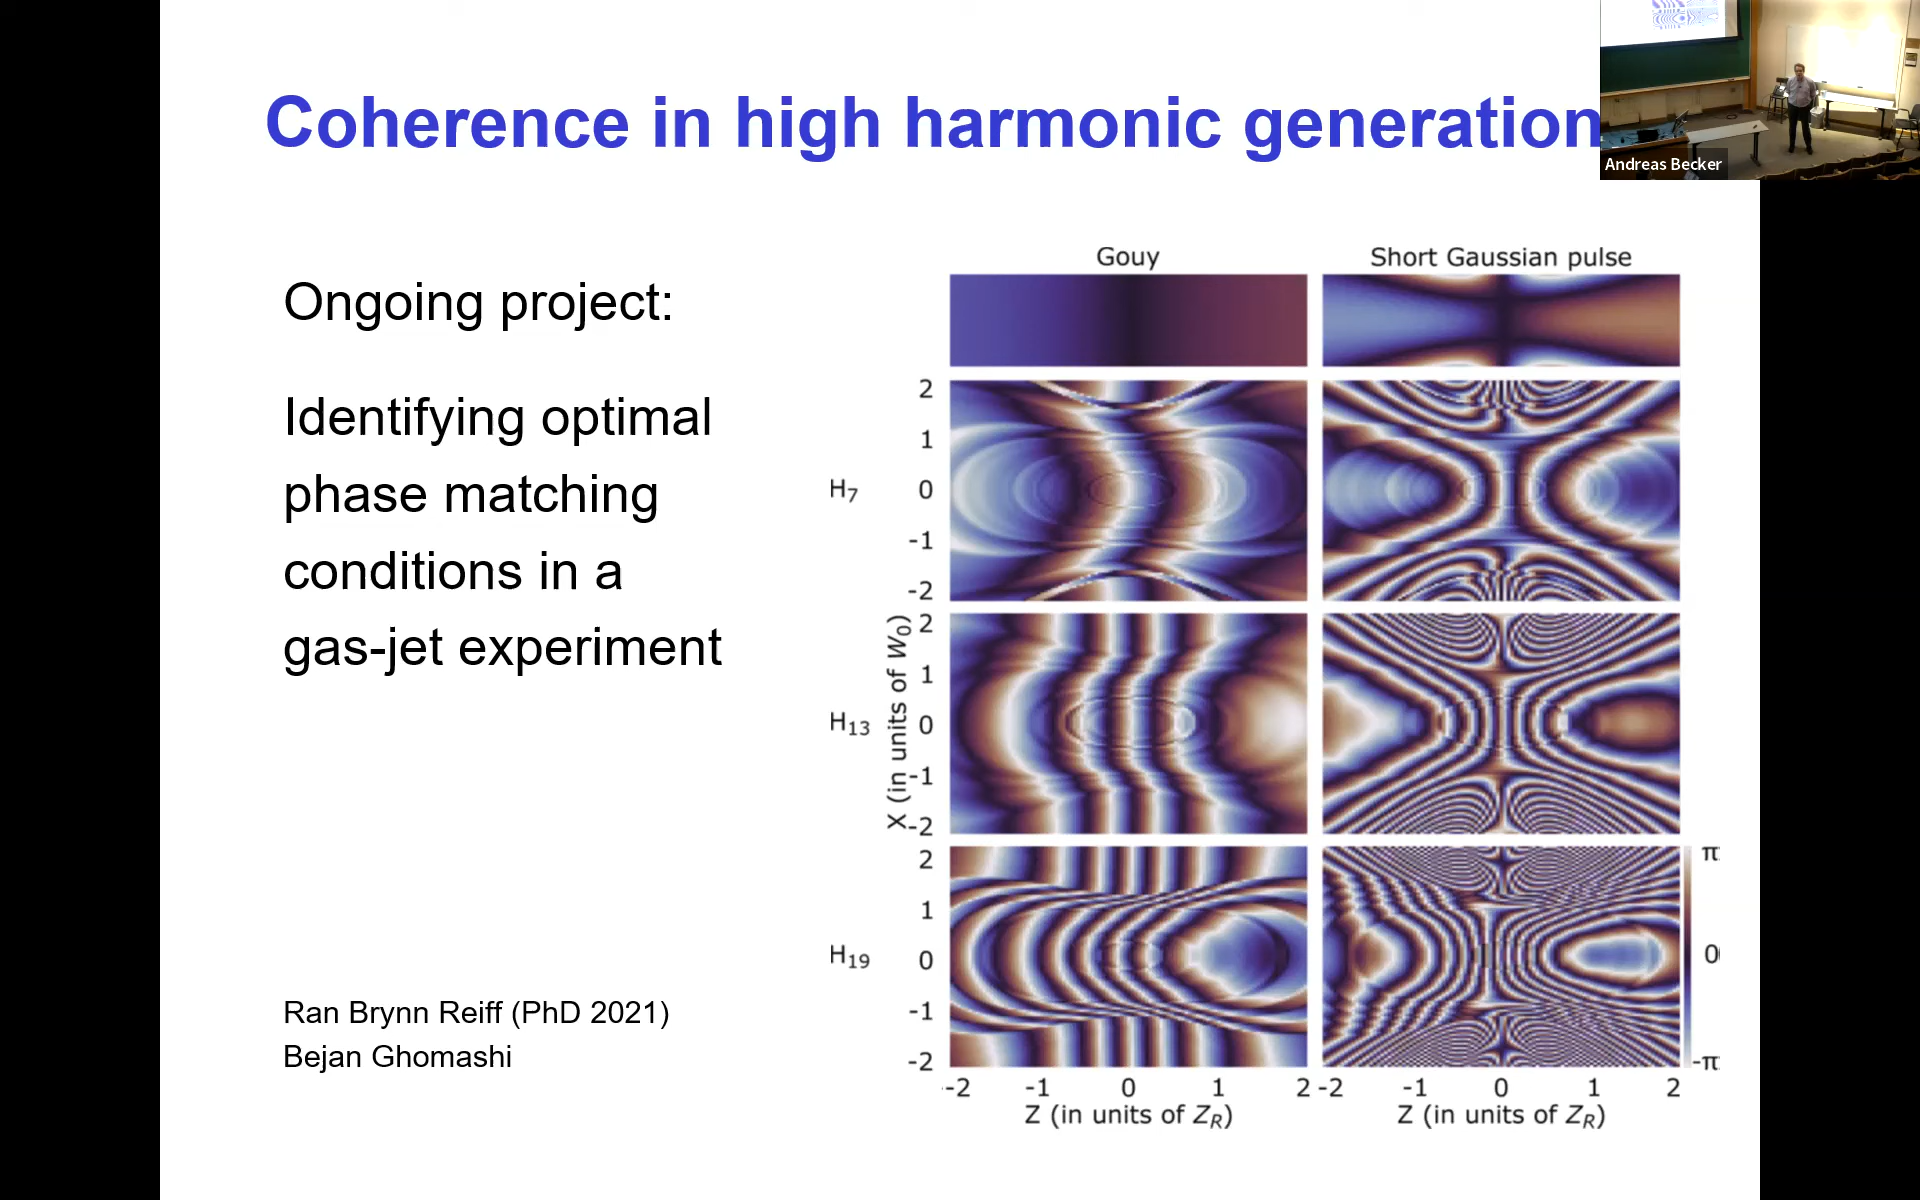 Coherence in high harmonic generation
Andreas Becker
Ongoing project:
Identifying optimal
phase matching
conditions in a
gas-jet experiment
Ran Brynn Reiff (PhD 2021)
Bejan Ghomashi
Gouy
Short Gaussian pulse
H7
2
1
0
-1
-2
H13
X (in units of W0)
2
1
0
-1
-2
H19
2
1
0
-1
-2
π
0
-π
-2 -1 0 1 2
Z (in units of ZR)
-2 -1 0 1 2
Z (in units of ZR)